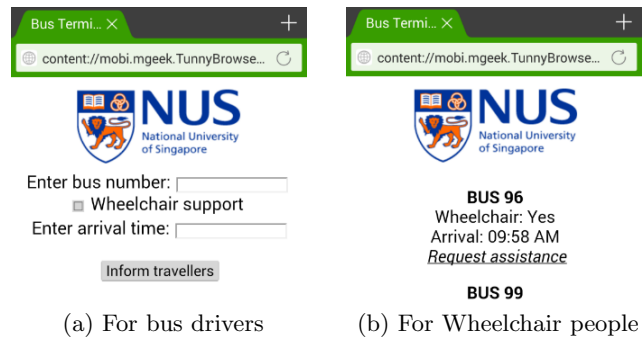 Bus Termi...
content://mobi.mgeek.TunnyBrowse...
NUS
National University
of Singapore
Enter bus number:
Wheelchair support
Enter arrival time:
Inform travellers
(a) For bus drivers
Bus Termi...
content://mobi.mgeek.TunnyBrowse...
NUS
National University
of Singapore
BUS 96
Wheelchair: Yes
Arrival: 09:58 AM
Request assistance
BUS 99
(b) For Wheelchair people